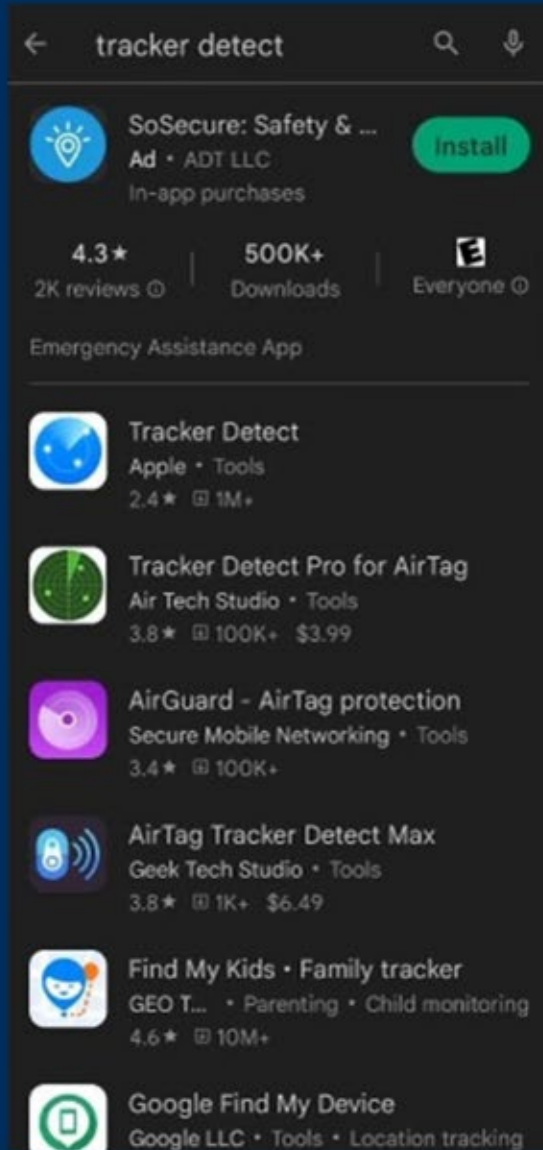 tracker detect
SoSecure: Safety & ...
Ad • ADT LLC
In-app purchases
Install
4.3★
2K reviews
500K+
Downloads
E
Everyone
Emergency Assistance App
Tracker Detect
Apple • Tools
2.4★ 1M+
Tracker Detect Pro for AirTag
Air Tech Studio • Tools
3.8★ 100K+ $3.99
AirGuard - AirTag protection
Secure Mobile Networking • Tools
3.4★ 100K+
AirTag Tracker Detect Max
Geek Tech Studio • Tools
3.8★ 1K+ $6.49
Find My Kids • Family tracker
GEO T... • Parenting • Child monitoring
4.6★ 10M+
Google Find My Device
Google LLC • Tools • Location tracking